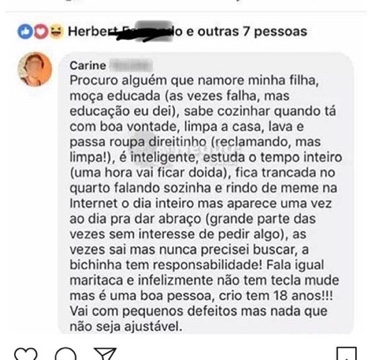 Herbert e outras 7 pessoas
Carine
Procuro alguém que namore minha filha,
moça educada (as vezes falha, mas
educação eu dei), sabe cozinhar quando tá
com boa vontade, limpa a casa, lava e
passa roupa direitinho (reclamando, mas
limpa!), é inteligente, estuda o tempo inteiro
(uma hora vai ficar doida), fica trancada no
quarto falando sozinha e rindo de meme na
Internet o dia inteiro mas aparece uma vez
ao dia pra dar abraço (grande parte das
vezes sem interesse de pedir algo), as
vezes sai mas nunca precisei buscar, a
bichinha tem responsabilidade! Fala igual
maritaca e infelizmente não tem tecla mude
mas é uma boa pessoa, crio tem 18 anos!!!
Vai com pequenos defeitos mas nada que
não seja ajustável.